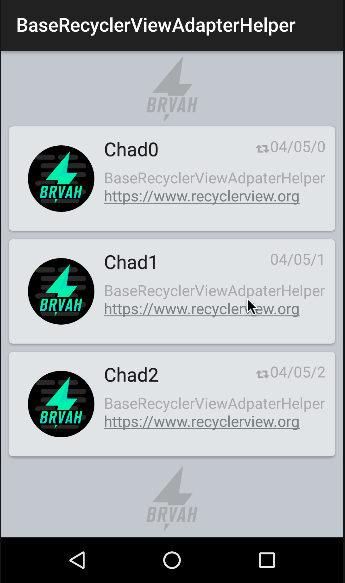 BaseRecyclerViewAdapterHelper
BRVAH
Chad0
04/05/0
BaseRecyclerViewAdpaterHelper
https://www.recyclerview.org
BRVAH
Chad1
04/05/1
BaseRecyclerViewAdpaterHelper
https://www.recyclerview.org
BRVAH
Chad2
04/05/2
BaseRecyclerViewAdpaterHelper
https://www.recyclerview.org
BRVAH
BRVAH